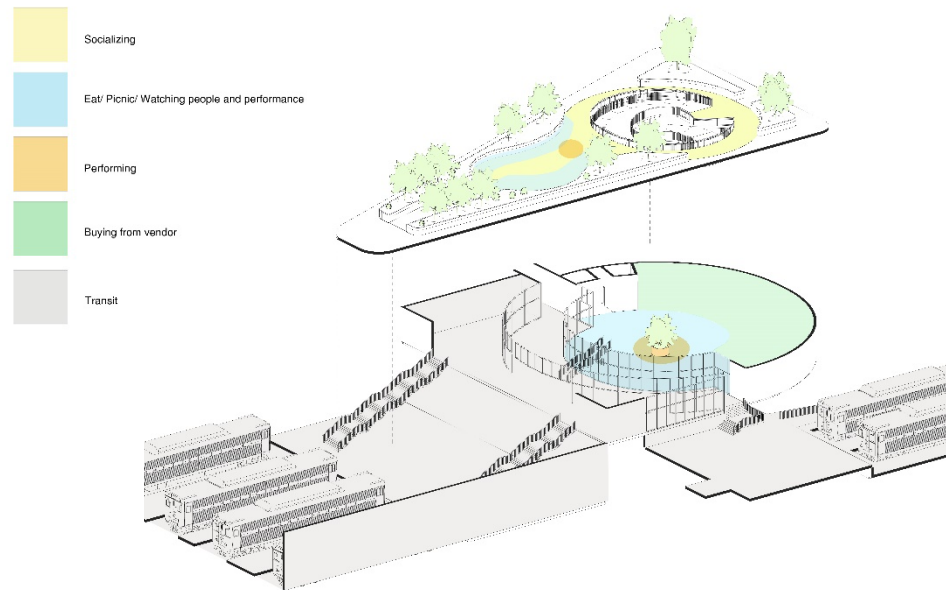 Socializing
Eat/ Picnic/ Watching people and performance
Performing
Buying from vendor
Transit